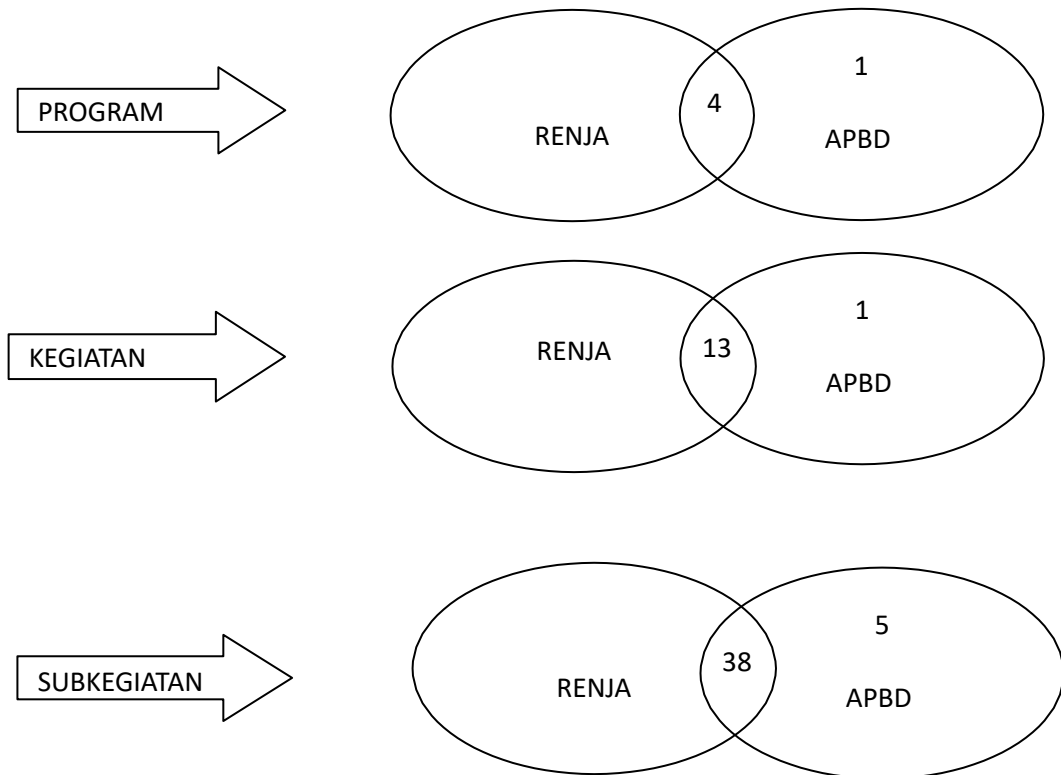 PROGRAM
RENJA
4
1
APBD
KEGIATAN
RENJA
13
1
APBD
SUBKEGIATAN
RENJA
38
5
APBD